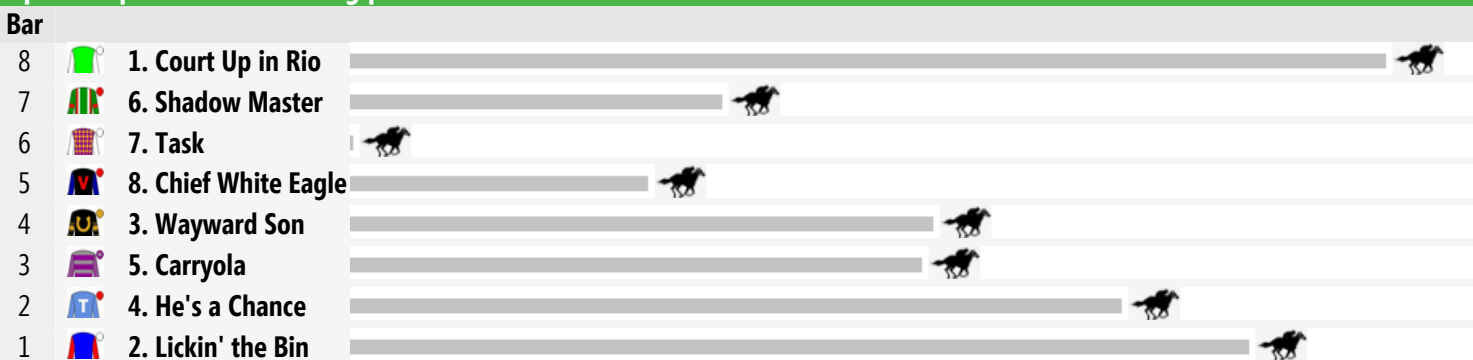 Bar
8 1. Court Up in Rio
7 6. Shadow Master
6 7. Task
5 V 8. Chief White Eagle
4 3. Wayward Son
3 5. Carryola
2 T 4. He's a Chance
1 2. Lickin' the Bin